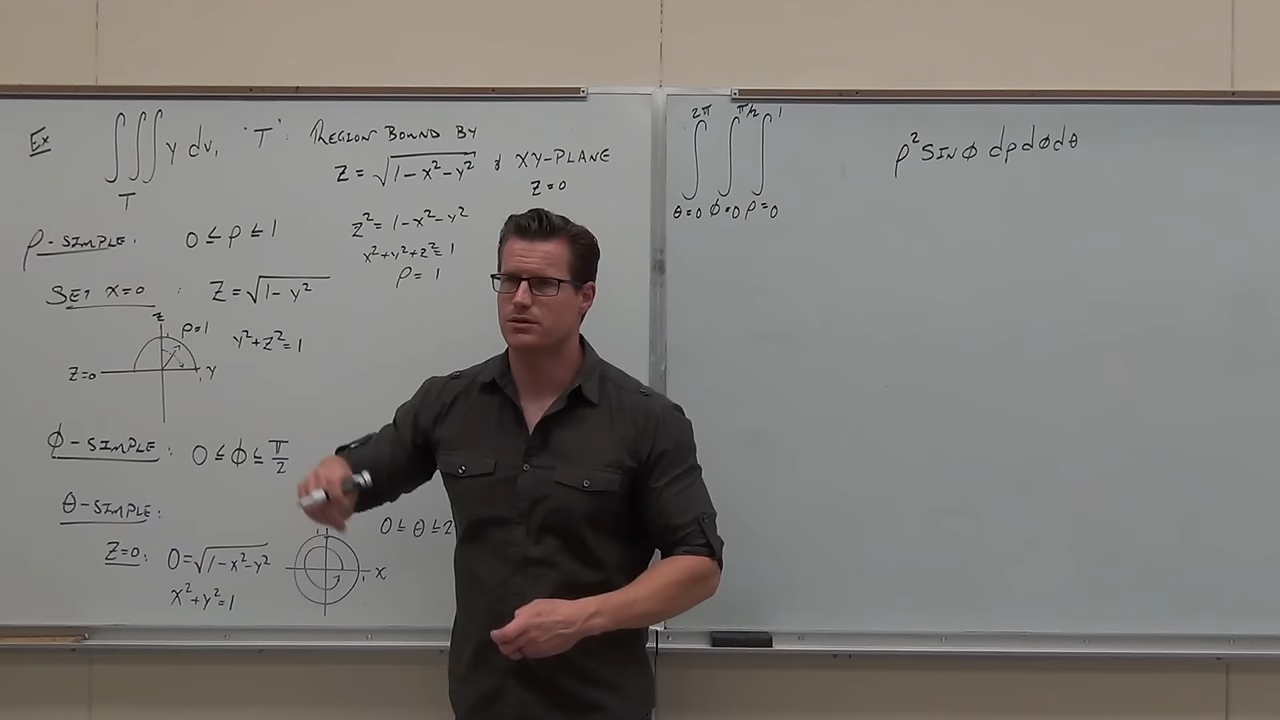 Ex ∫∫∫_T y dv, 'T': REGION BOUND BY
z = √(1-x²-y²) & XY-PLANE
z=0
ρ-SIMPLE: 0 ≤ ρ ≤ 1
z² = 1-x²-y²
x²+y²+z²=1
ρ = 1
SET x=0 : z = √(1-y²)
z
ρ=1
y²+z²=1
z=0
y
φ-SIMPLE: 0 ≤ φ ≤ π/2
θ-SIMPLE:
0 ≤ θ ≤ 2
z=0: 0=√(1-x²-y²)
x
x²+y²=1
∫_{θ=0}^{2π} ∫_{φ=0}^{π/2} ∫_{ρ=0}^{1} ρ² SIN φ dρ dφ dθ